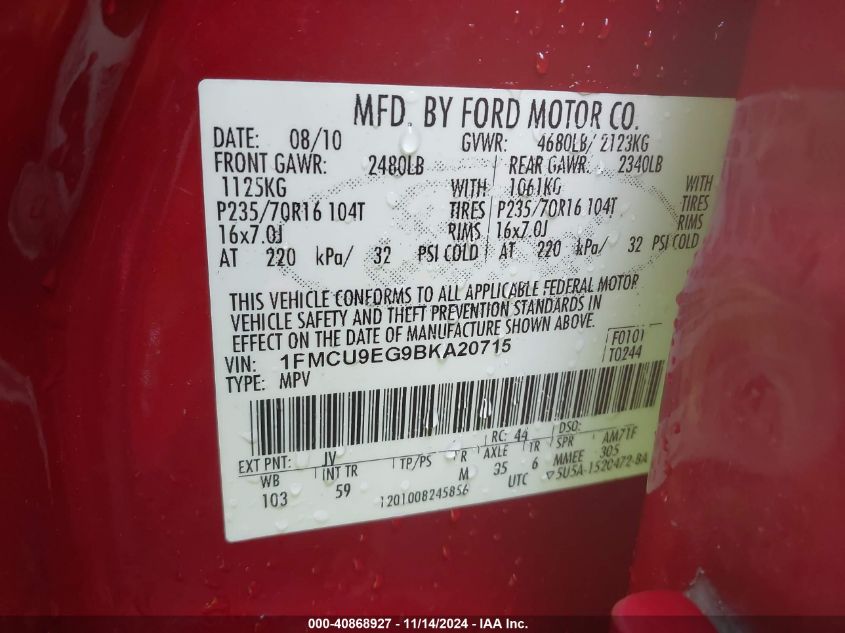 MFD. BY FORD MOTOR CO.
DATE: 08/10 GVWR: 4680LB/ 2123KG
FRONT GAWR: 2480LB REAR GAWR: 2340LB
1125KG WITH 1061KG WITH
P235/70R16 104T TIRES P235/70R16 104T TIRES
16x7.0J RIMS 16x7.0J RIMS
AT 220 kPa/ 32 PSI COLD AT 220 kPa/ 32 PSI COLD
THIS VEHICLE CONFORMS TO ALL APPLICABLE FEDERAL MOTOR
VEHICLE SAFETY AND THEFT PREVENTION STANDARDS IN
EFFECT ON THE DATE OF MANUFACTURE SHOWN ABOVE.
VIN: 1FMCU9EG9BKA20715 F0101
TYPE: MPV T0244
EXT PNT: JV RC: 44 DSO:
WB INT TR TP/PS R AXLE TR SPR AM71F
103 59 M 35 6 MMEE 305
1201008245856 UTC ▽5U5A-1520472-BA
000-40868927 - 11/14/2024 - IAA Inc.